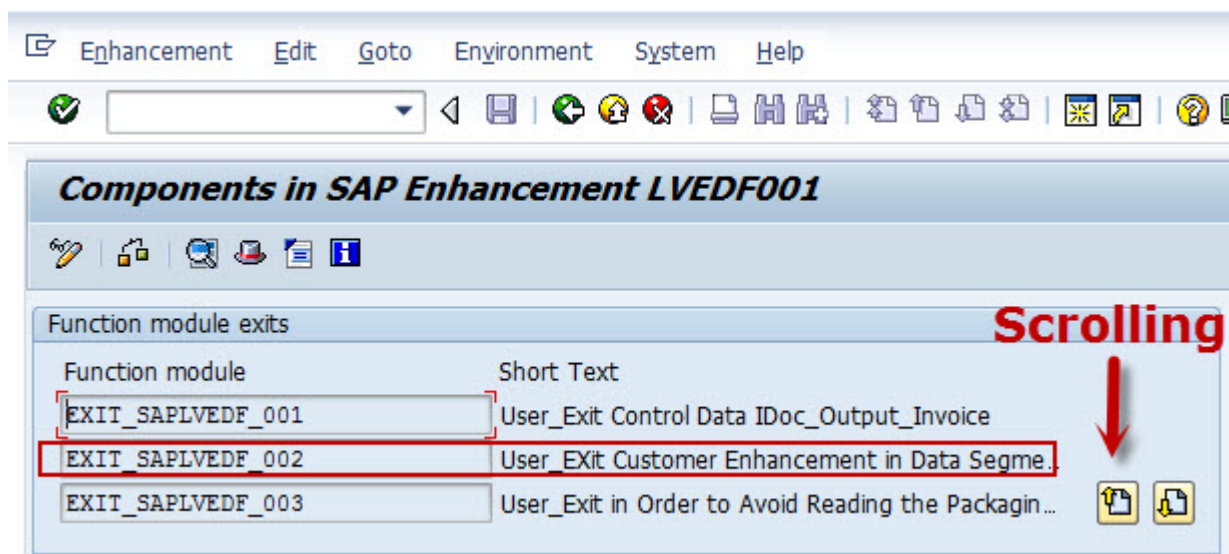 Enhancement Edit Goto Environment System Help
Components in SAP Enhancement LVEDF001
Function module exits
Scrolling
Function module Short Text
EXIT_SAPLVEDF_001 User_Exit Control Data IDoc_Output_Invoice
EXIT_SAPLVEDF_002 User_EXit Customer Enhancement in Data Segme..
EXIT_SAPLVEDF_003 User_Exit in Order to Avoid Reading the Packagin...